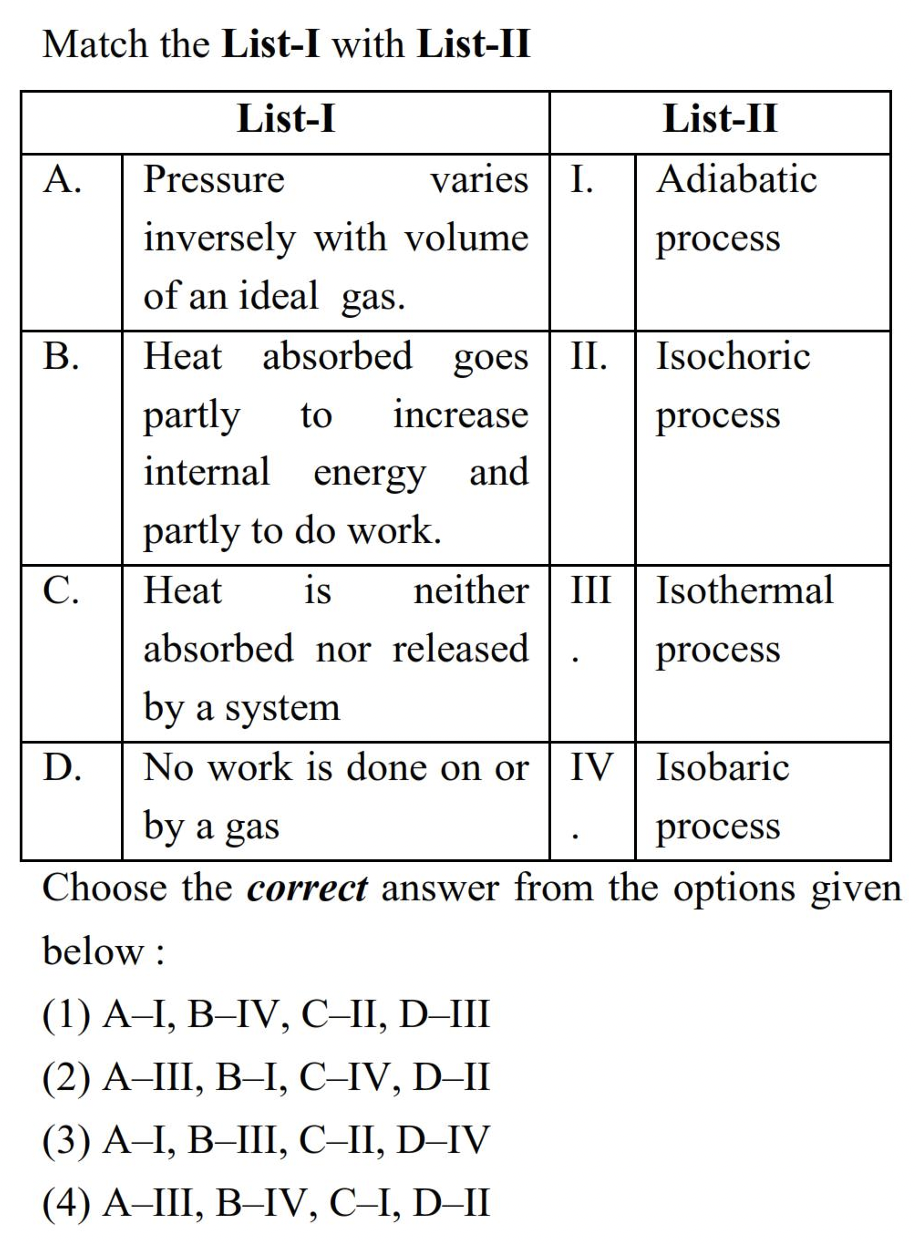 Match the List-I with List-II
List-I List-II
A. Pressure varies I. Adiabatic
inversely with volume process
of an ideal gas.
B. Heat absorbed goes II. Isochoric
partly to increase process
internal energy and
partly to do work.
C. Heat is neither III Isothermal
absorbed nor released . process
by a system
D. No work is done on or IV Isobaric
by a gas . process
Choose the correct answer from the options given
below :
(1) A–I, B–IV, C–II, D–III
(2) A–III, B–I, C–IV, D–II
(3) A–I, B–III, C–II, D–IV
(4) A–III, B–IV, C–I, D–II